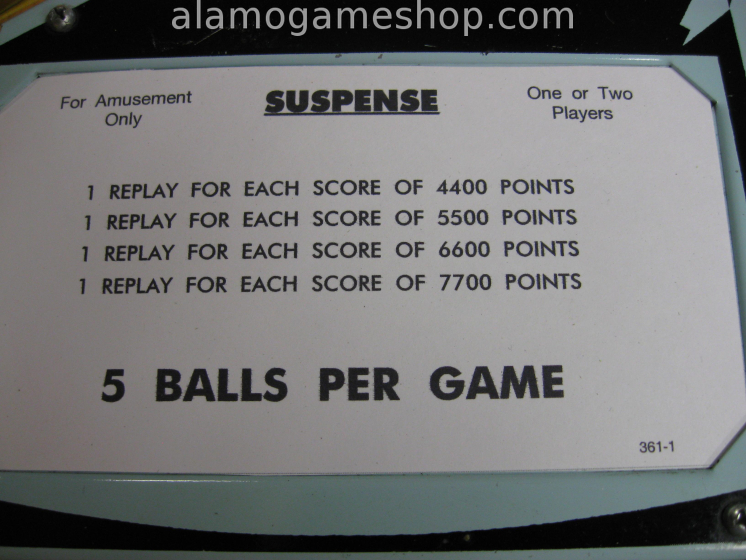 alamogameshop.com
For Amusement
Only
SUSPENSE
One or Two
Players
1 REPLAY FOR EACH SCORE OF 4400 POINTS
1 REPLAY FOR EACH SCORE OF 5500 POINTS
1 REPLAY FOR EACH SCORE OF 6600 POINTS
1 REPLAY FOR EACH SCORE OF 7700 POINTS
5 BALLS PER GAME
361-1